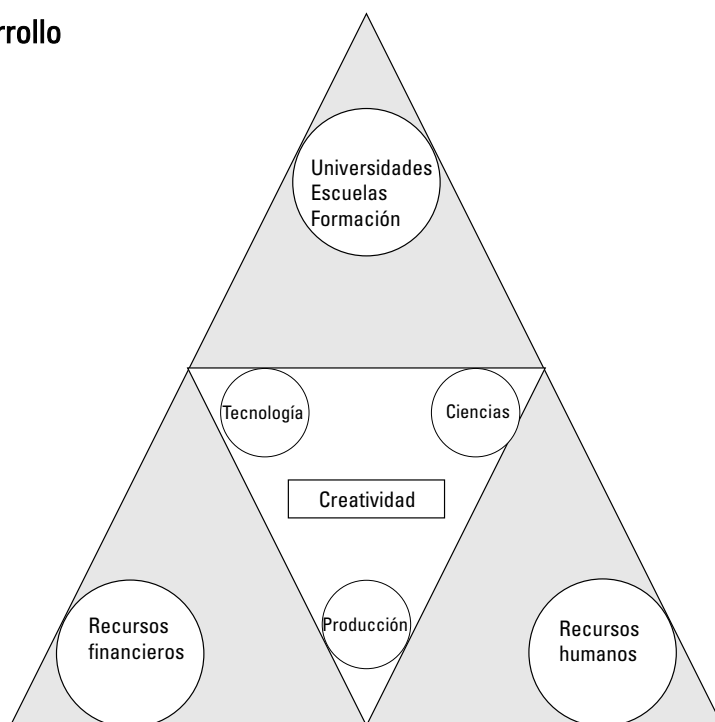 rrollo
Universidades
Escuelas
Formación
Tecnología
Ciencias
Creatividad
Producción
Recursos
financieros
Recursos
humanos